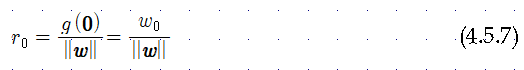 r₀ = g(0) / ‖w‖ = w₀ / ‖w‖ (4.5.7)